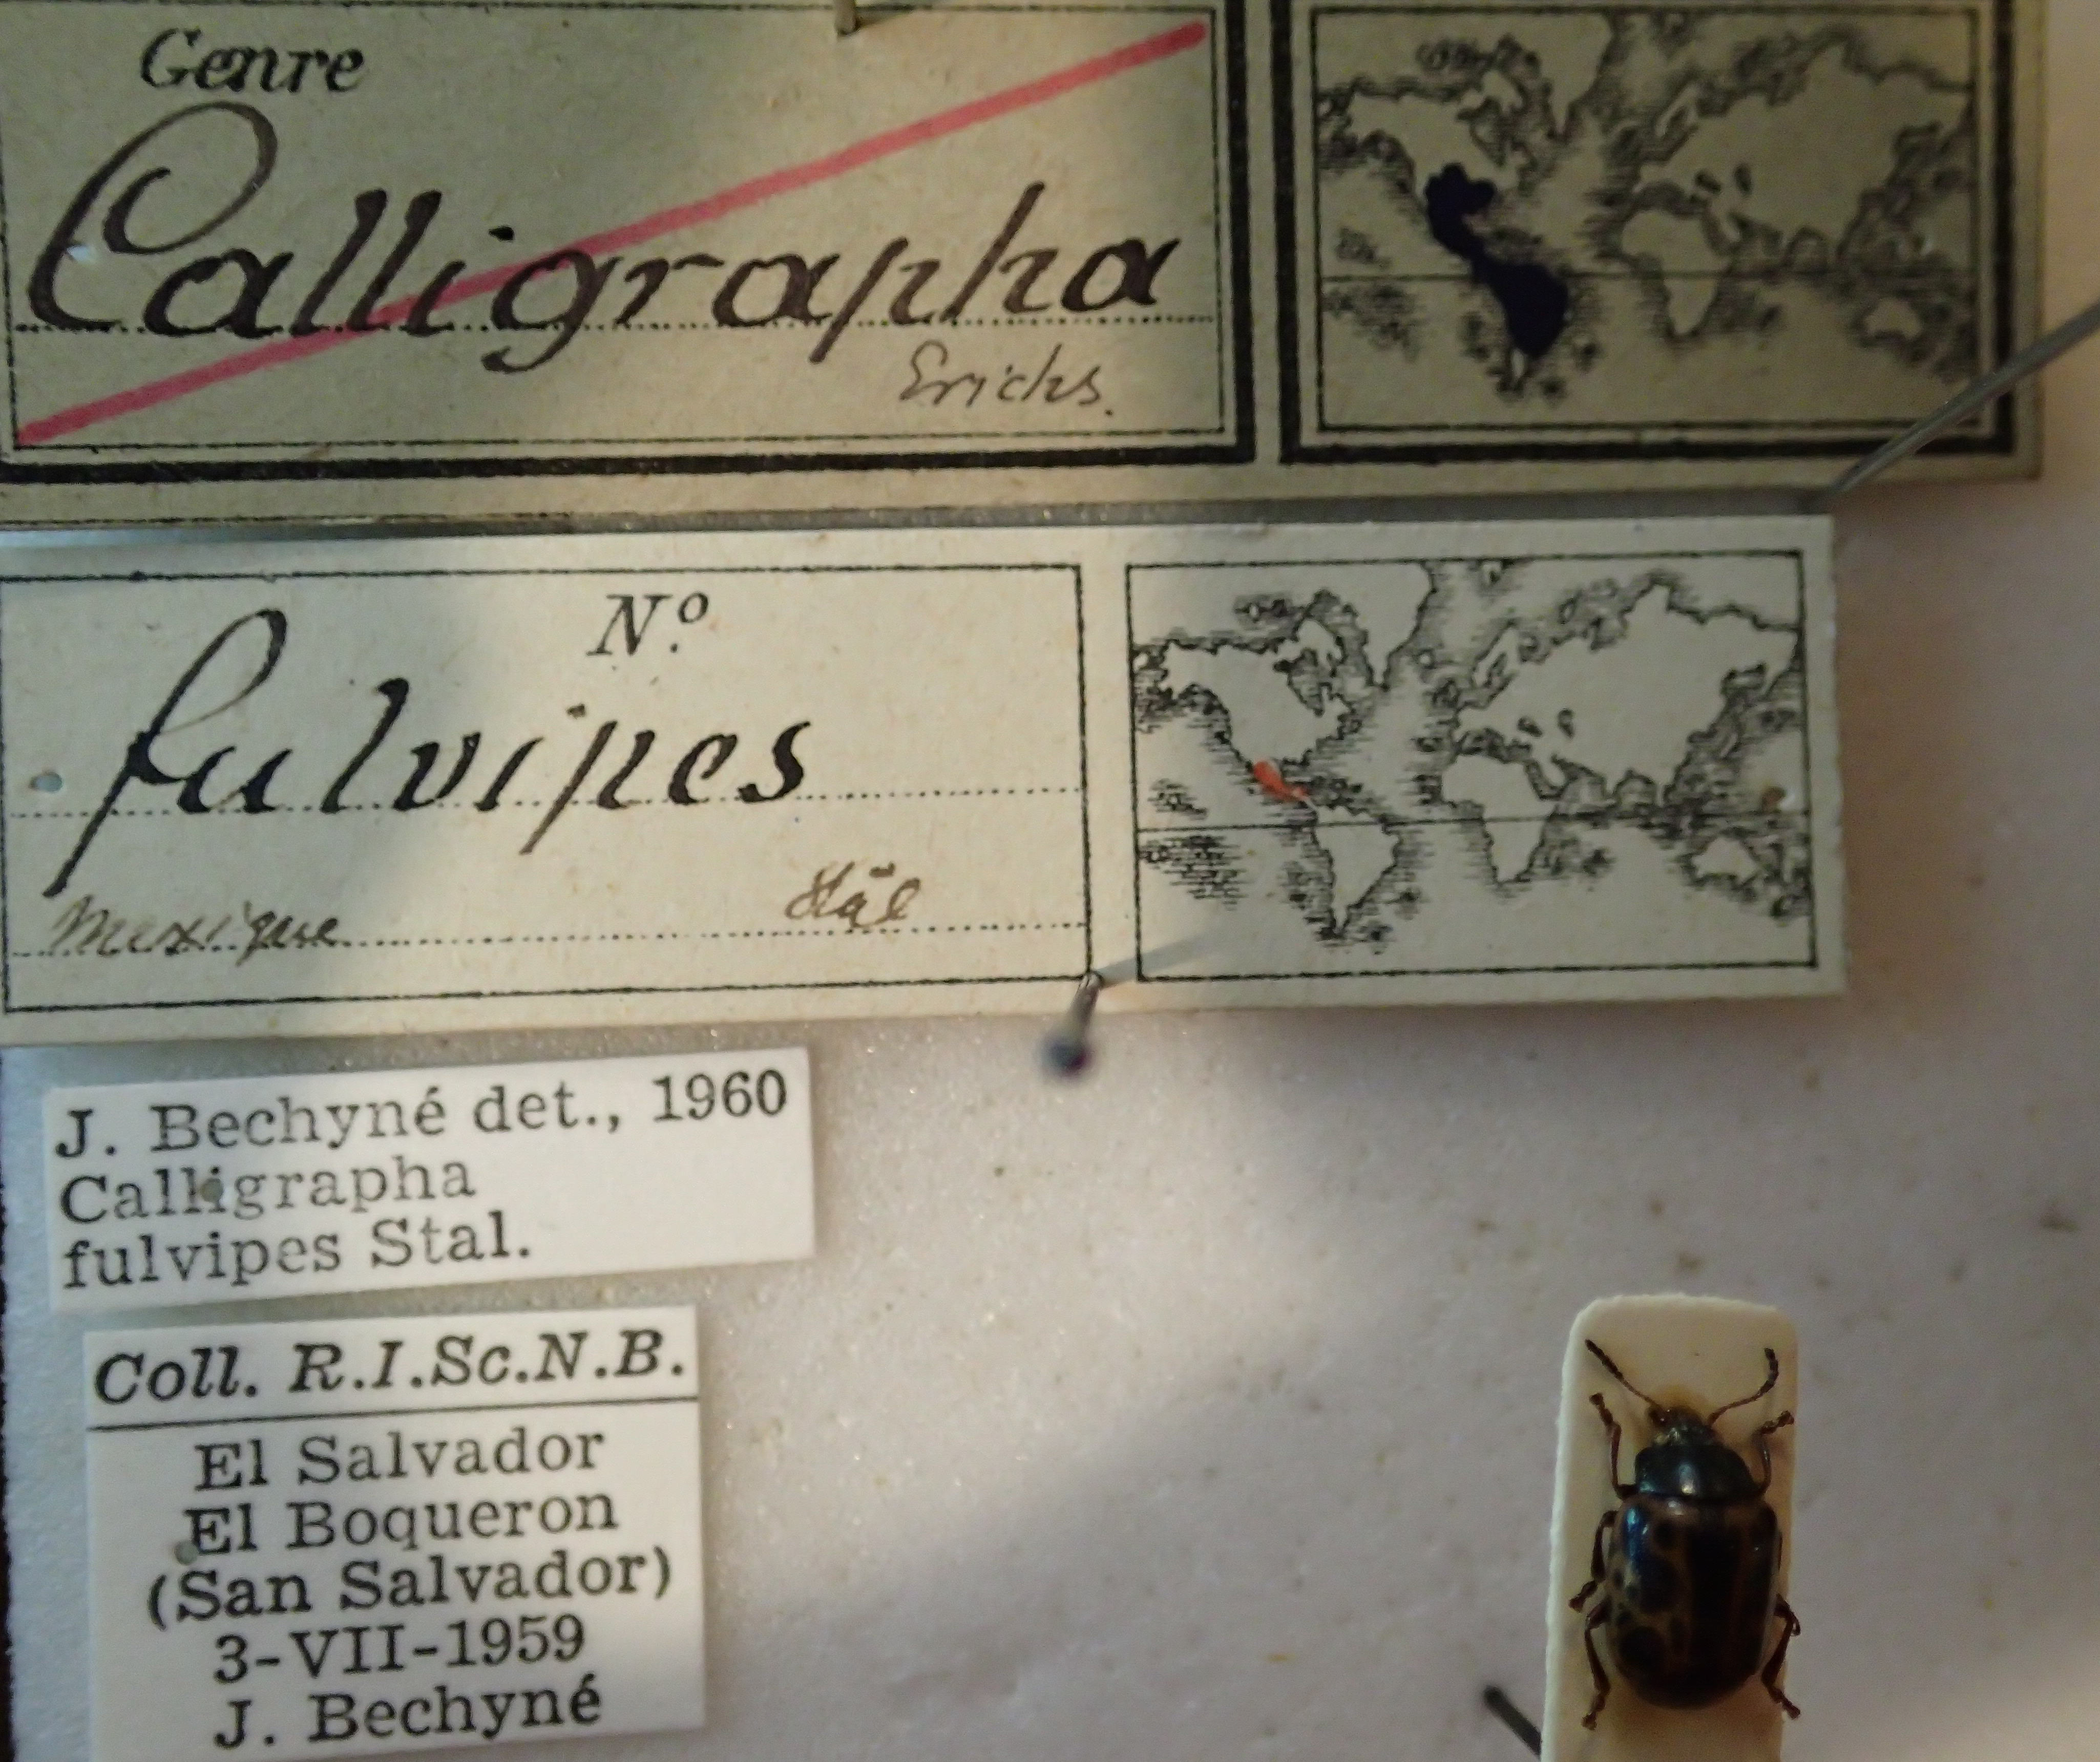 Genre
Calligrapha
Erichs.
N.º
fulvipes
Mexique Stäl
J. Bechyné det., 1960
Calligrapha
fulvipes Stal.
Coll. R.I.Sc.N.B.
El Salvador
El Boqueron
(San Salvador)
3-VII-1959
J. Bechyné